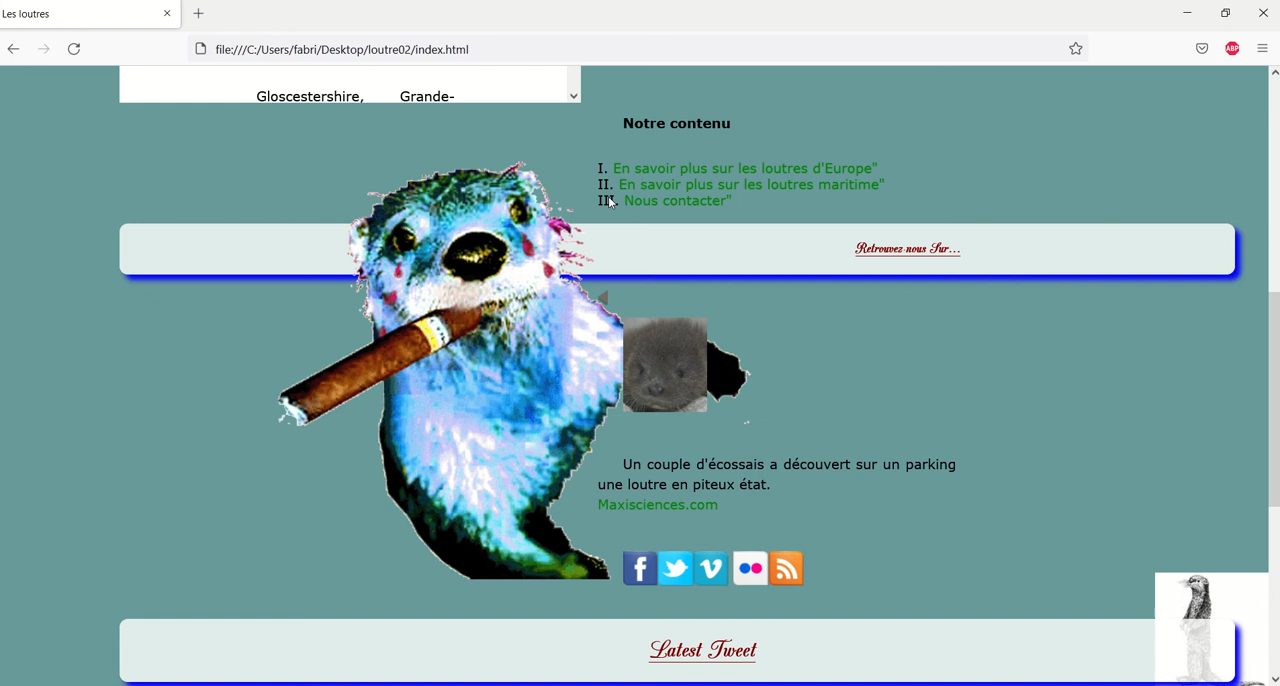 Les loutres
file:///C:/Users/fabri/Desktop/loutre02/index.html
ABP
Gloscestershire, Grande-
Notre contenu
I. En savoir plus sur les loutres d'Europe"
II. En savoir plus sur les loutres maritime"
III. Nous contacter"
Retrouvez-nous Sur...
Un couple d'écossais a découvert sur un parking
une loutre en piteux état.
Maxisciences.com
Latest Tweet